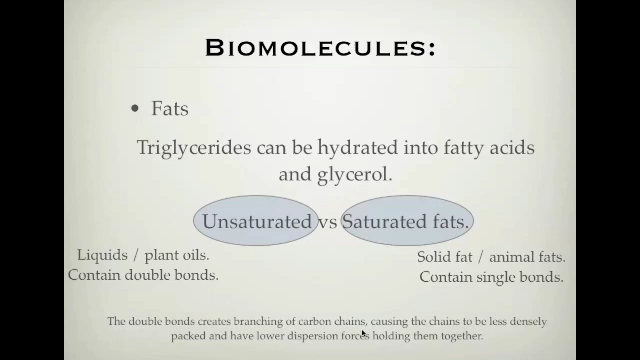 BIOMOLECULES:
• Fats
Triglycerides can be hydrated into fatty acids
and glycerol.
Unsaturated vs Saturated fats.
Liquids / plant oils.
Contain double bonds.
Solid fat / animal fats.
Contain single bonds.
The double bonds creates branching of carbon chains, causing the chains to be less densely
packed and have lower dispersion forces holding them together.